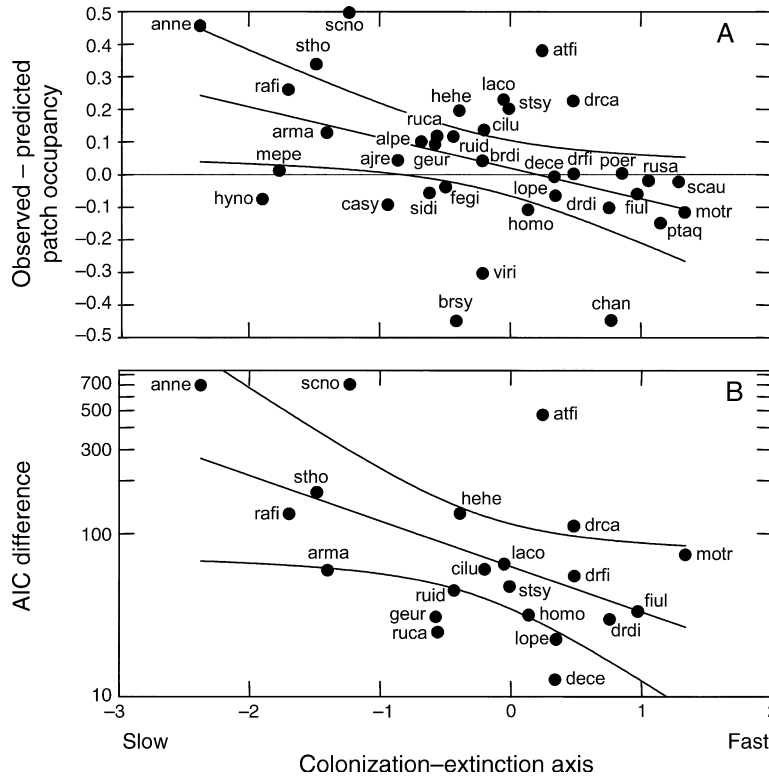 A
0.5
0.4
0.3
0.2
0.1
0.0
–0.1
–0.2
–0.3
–0.4
–0.5
Observed – predicted
patch occupancy
anne
scno
stho
rafi
atfi
laco
hehe
stsy
drca
ruca
cilu
arma
alpe
ruid
mepe
ajre
geur
brdi
dece
drfi
poer
rusa
scau
hyno
casy
sidi
fegi
lope
homo
drdi
fiul
motr
ptaq
viri
brsy
chan
B
700
500
300
100
10
AIC difference
anne
scno
atfi
stho
rafi
hehe
drca
motr
arma
cilu
laco
drfi
ruid
stsy
fiul
geur
homo
drdi
ruca
lope
dece
–3
–2
–1
0
1
2
Slow
Fast
Colonization–extinction axis